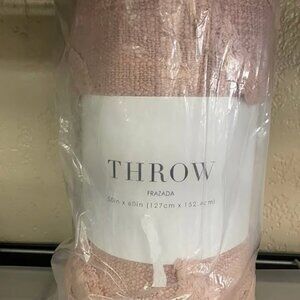 THROW
FRAZADA
50in x 60in (127cm x 152.4cm)